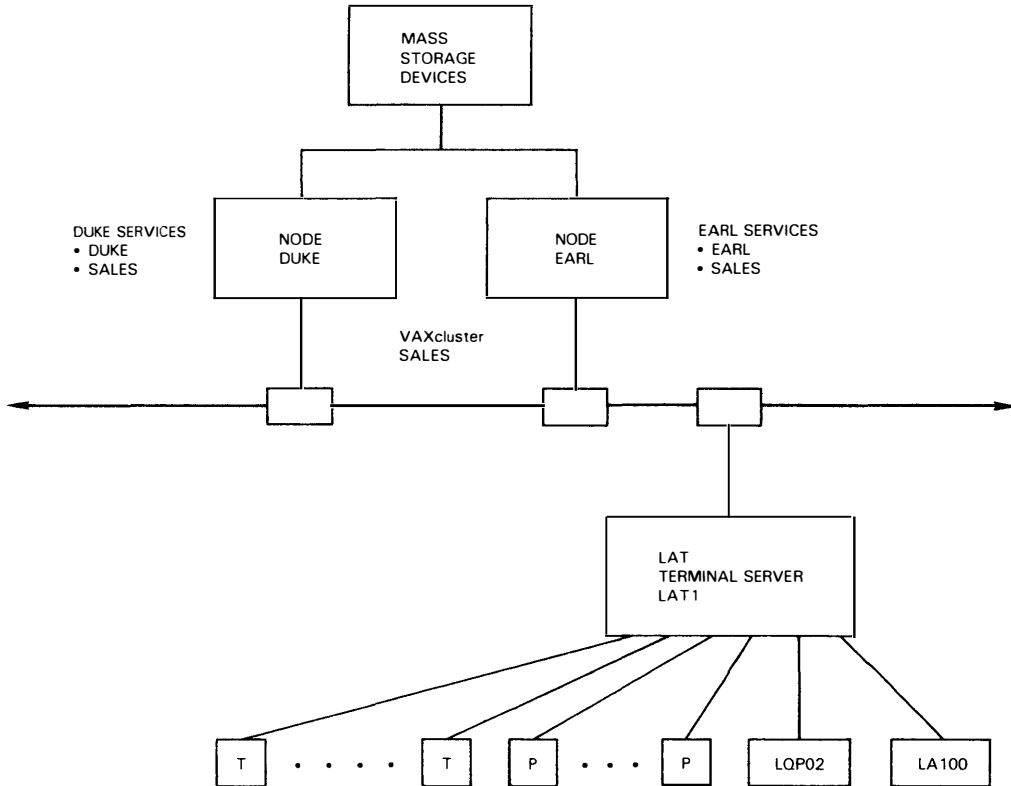 MASS
STORAGE
DEVICES
DUKE SERVICES
• DUKE
• SALES
NODE
DUKE
NODE
EARL
EARL SERVICES
• EARL
• SALES
VAXcluster
SALES
LAT
TERMINAL SERVER
LAT1
T • • • • T P • • • P LQP02 LA100